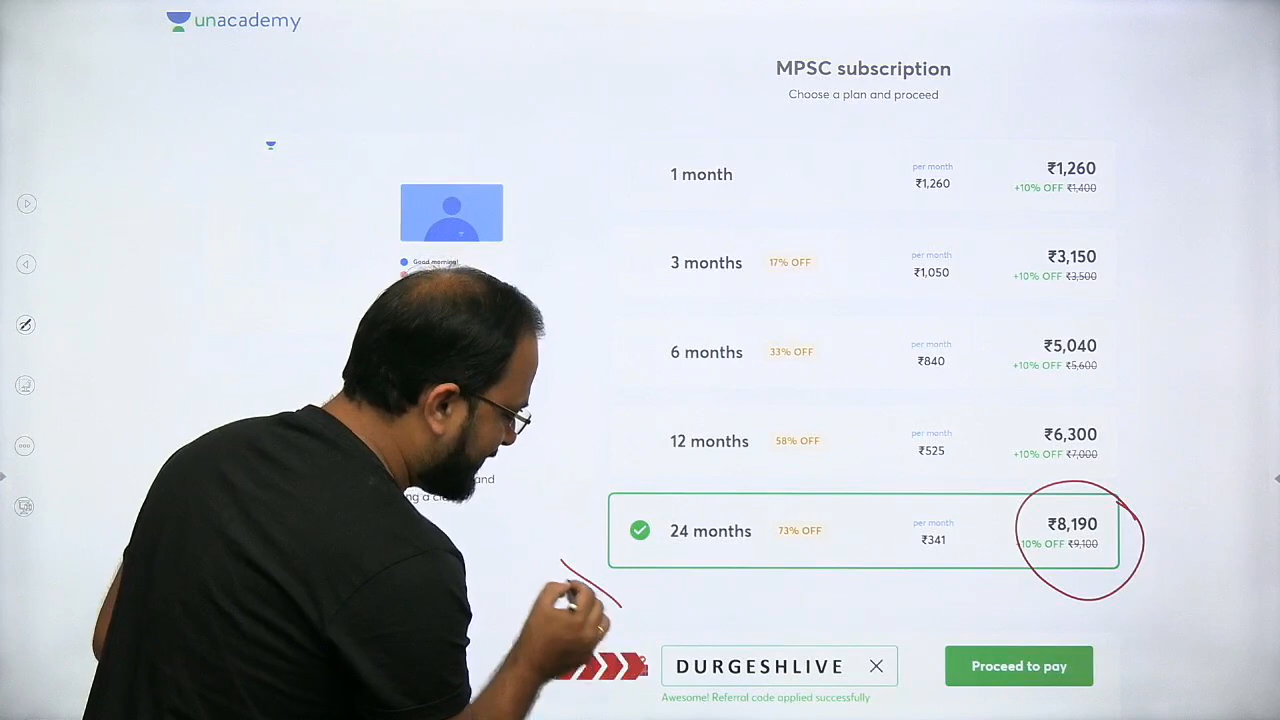 unacademy
MPSC subscription
Choose a plan and proceed
1 month
per month
₹1,260
₹1,260
+10% OFF ₹1,400
3 months 17% OFF
per month
₹1,050
₹3,150
+10% OFF ₹3,500
6 months 33% OFF
per month
₹840
₹5,040
+10% OFF ₹5,600
12 months 58% OFF
per month
₹525
₹6,300
+10% OFF ₹7,000
24 months 73% OFF
per month
₹341
₹8,190
+10% OFF ₹9,100
Good morning!
and
DURGESHLIVE
Awesome! Referral code applied successfully
Proceed to pay